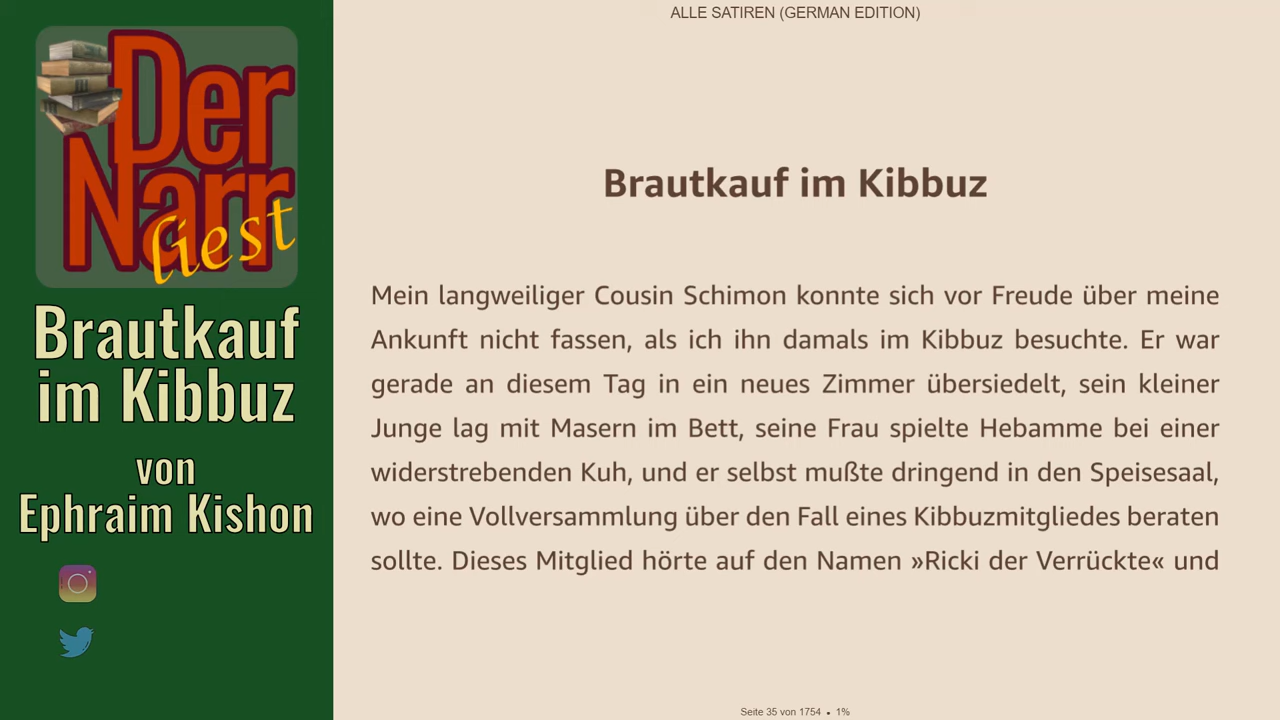 Der
Narr
liest
Brautkauf
im Kibbuz
von
Ephraim Kishon
ALLE SATIREN (GERMAN EDITION)
Brautkauf im Kibbuz
Mein langweiliger Cousin Schimon konnte sich vor Freude über meine
Ankunft nicht fassen, als ich ihn damals im Kibbuz besuchte. Er war
gerade an diesem Tag in ein neues Zimmer übersiedelt, sein kleiner
Junge lag mit Masern im Bett, seine Frau spielte Hebamme bei einer
widerstrebenden Kuh, und er selbst mußte dringend in den Speisesaal,
wo eine Vollversammlung über den Fall eines Kibbuzmitgliedes beraten
sollte. Dieses Mitglied hörte auf den Namen »Ricki der Verrückte« und
Seite 35 von 1754 • 1%